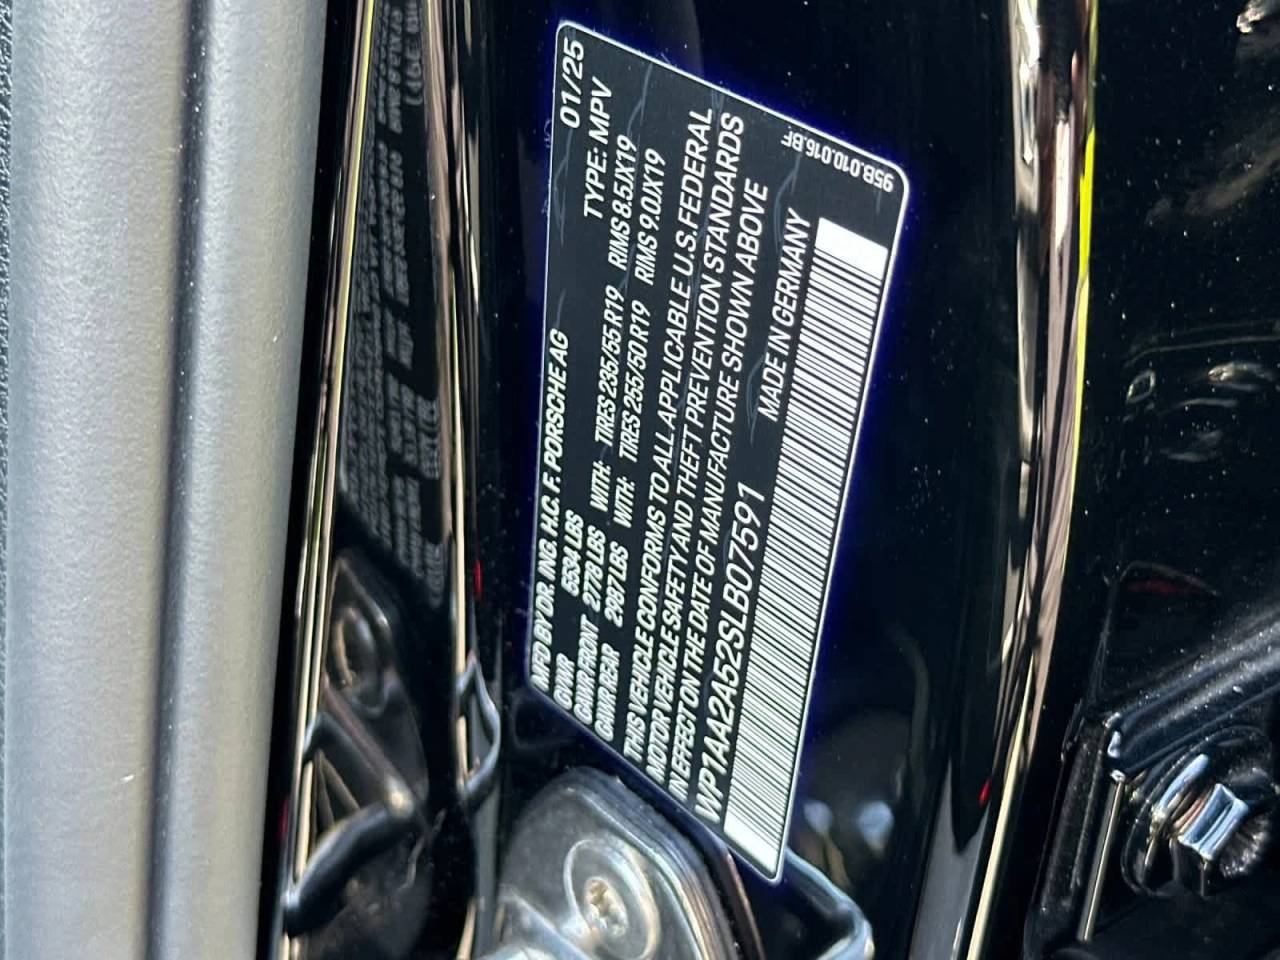 01/25
MFD BY DR. ING. H.C. F. PORSCHE AG
TYPE: MPV
GVWR 5534 LBS
GAWR FRONT 2778 LBS WITH: TIRES 235/55 R19 RIMS 8.5JX19
GAWR REAR 2987 LBS WITH: TIRES 255/50 R19 RIMS 9.0JX19
THIS VEHICLE CONFORMS TO ALL APPLICABLE U.S. FEDERAL
MOTOR VEHICLE SAFETY AND THEFT PREVENTION STANDARDS
IN EFFECT ON THE DATE OF MANUFACTURE SHOWN ABOVE
MADE IN GERMANY
WP1AA2A52SLB07591
95B.010.016.BF